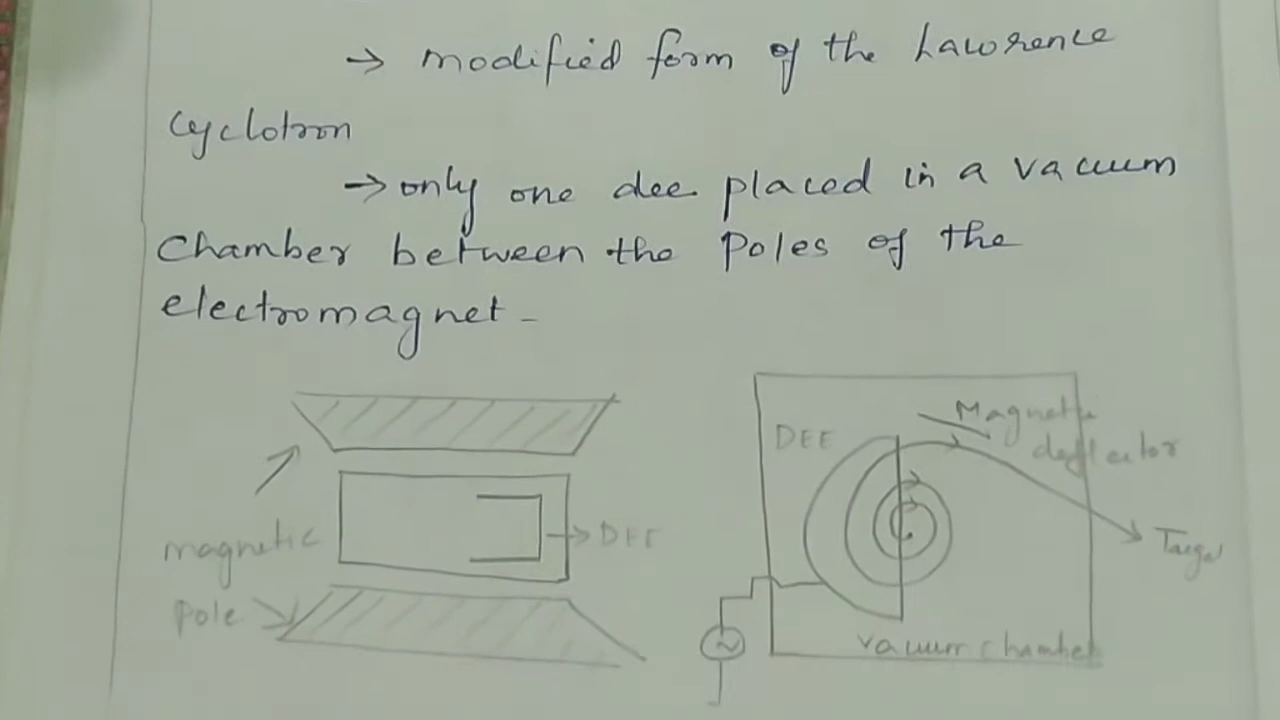 → modified form of the Lawrence
cyclotron
→ only one dee placed in a vacuum
chamber between the poles of the
electromagnet -
magnetic
pole
DEE
DEE
Magnetic
deflector
Target
vacuum chamber